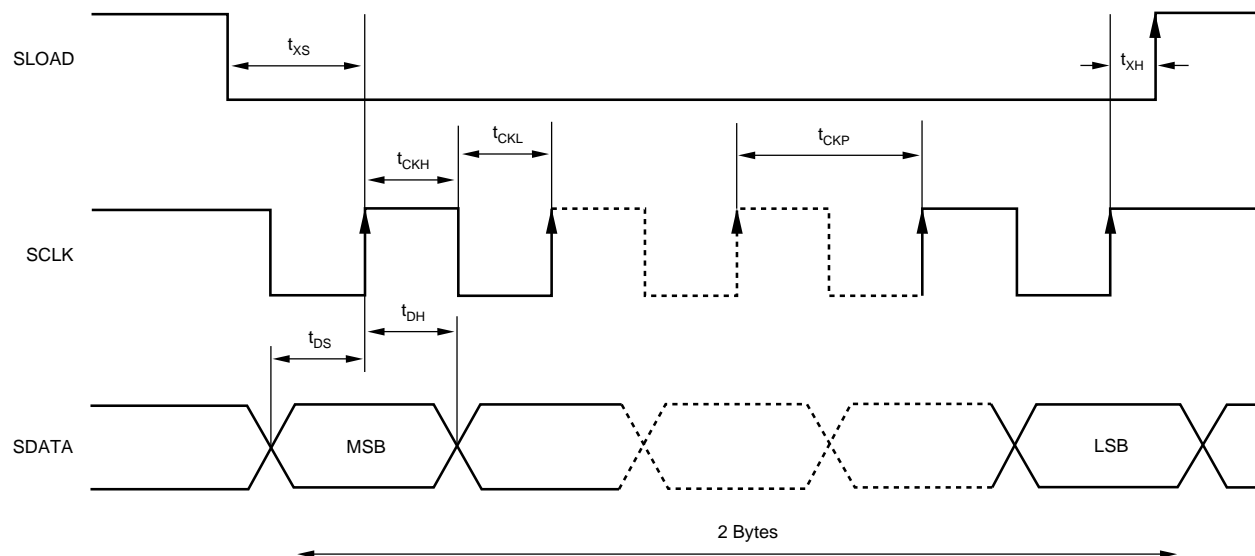 SLOAD
tXS
tXH
tCKH
tCKL
tCKP
SCLK
tDS
tDH
SDATA
MSB
LSB
2 Bytes